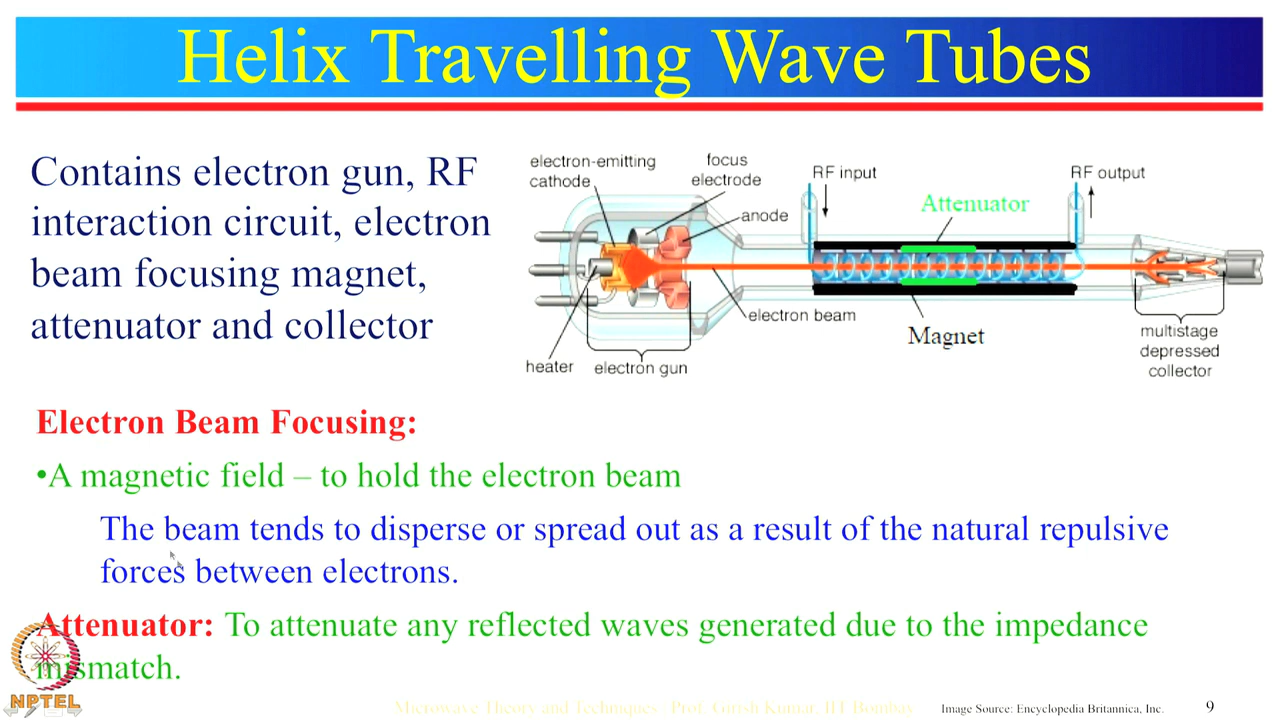 Helix Travelling Wave Tubes
Contains electron gun, RF
interaction circuit, electron
beam focusing magnet,
attenuator and collector
electron-emitting
cathode
focus
electrode
anode
RF input
Attenuator
RF output
electron beam
Magnet
heater
electron gun
multistage
depressed
collector
Electron Beam Focusing:
•A magnetic field – to hold the electron beam
The beam tends to disperse or spread out as a result of the natural repulsive
forces between electrons.
Attenuator: To attenuate any reflected waves generated due to the impedance
mismatch.
NPTEL
Microwave Theory and Techniques : Prof. Girish Kumar, IIT Bombay
Image Source: Encyclopedia Britannica, Inc.
9